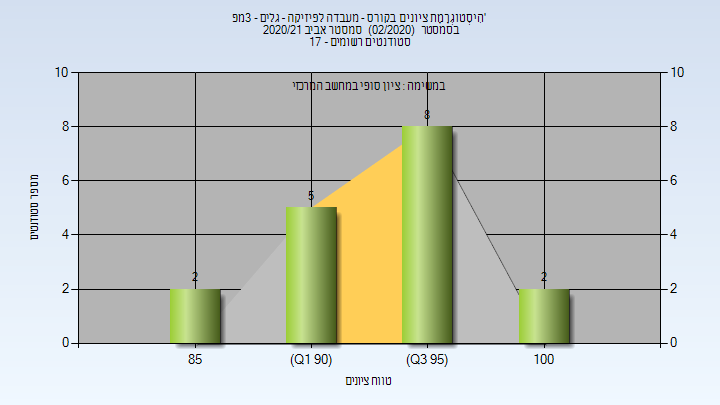 היסטוגרמת ציונים בקורס - מעבדה לפיזיקה - גלים - 3מפ'
בסמסטר (02/2020) סמסטר אביב 2020/21
סטודנטים רשומים - 17
במשימה : ציון סופי במחשב המרכזי
10 10
8 8
6 6
4 4
2 2
0 0
2 5 8 2
מספר סטודנטים
85 (Q1 90) (Q3 95) 100
טווח ציונים